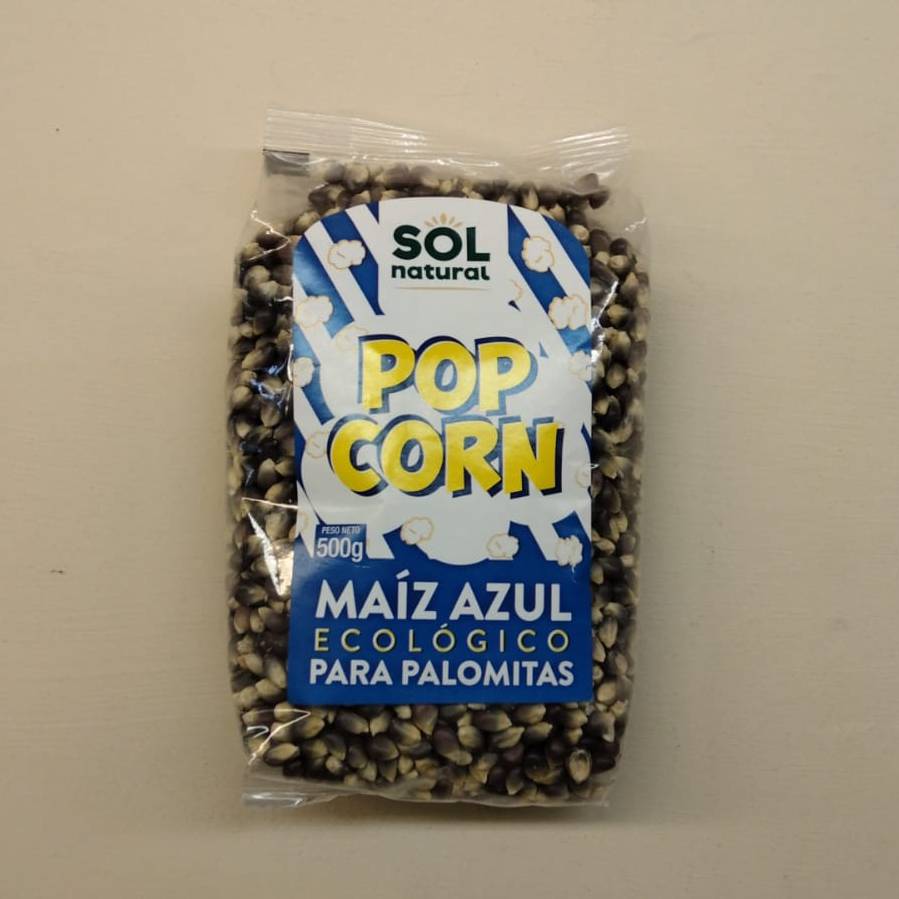 SOL
natural
POP
CORN
PESO NETO
500g
MAÍZ AZUL
ECOLÓGICO
PARA PALOMITAS